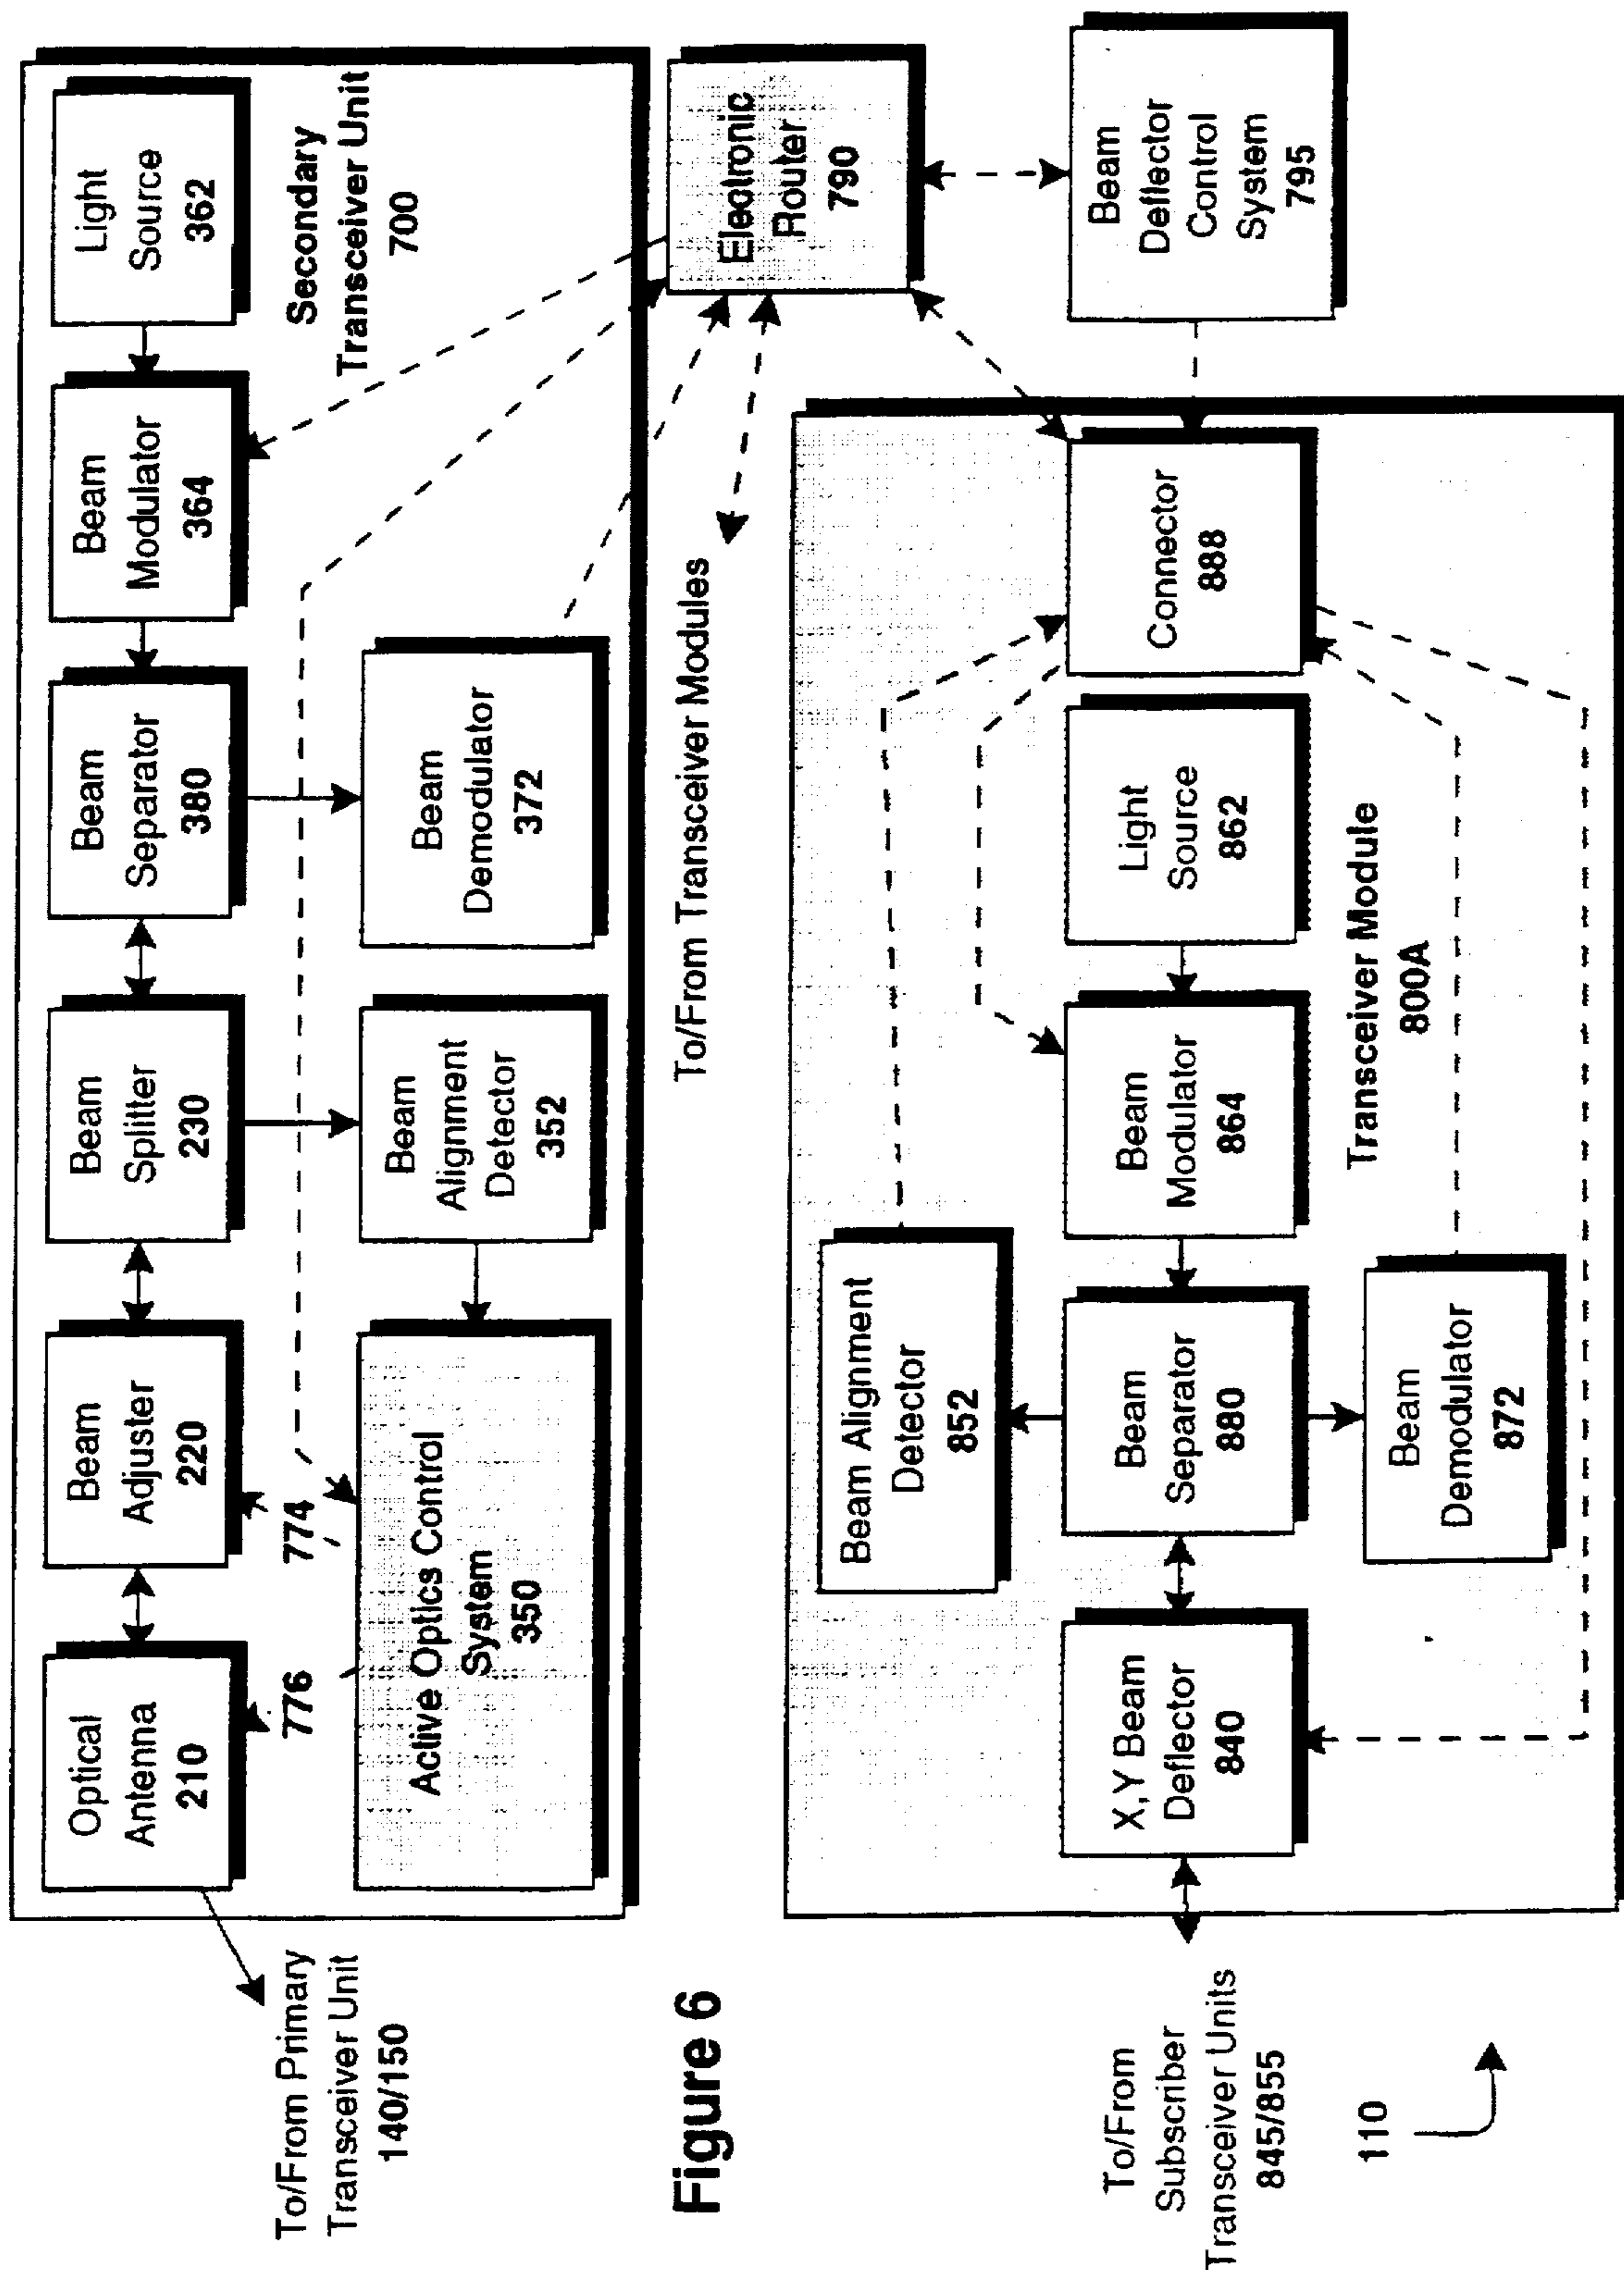 To/From Primary
Transceiver Unit
140/150
Optical
Antenna
210
Beam
Adjuster
220
Beam
Splitter
230
Beam
Separator
380
Beam
Modulator
364
Light
Source
362
776
774
Secondary
Transceiver Unit
700
Active Optics Control
System
350
Beam
Alignment
Detector
352
Beam
Demodulator
372
Figure 6
To/From Transceiver Modules
Electronic
Router
790
Beam
Deflector
Control
System
795
To/From
Subscriber
Transceiver Units
845/855
110
Beam Alignment
Detector
852
X,Y Beam
Deflector
840
Beam
Separator
880
Beam
Modulator
864
Light
Source
862
Connector
888
Beam
Demodulator
872
Transceiver Module
800A